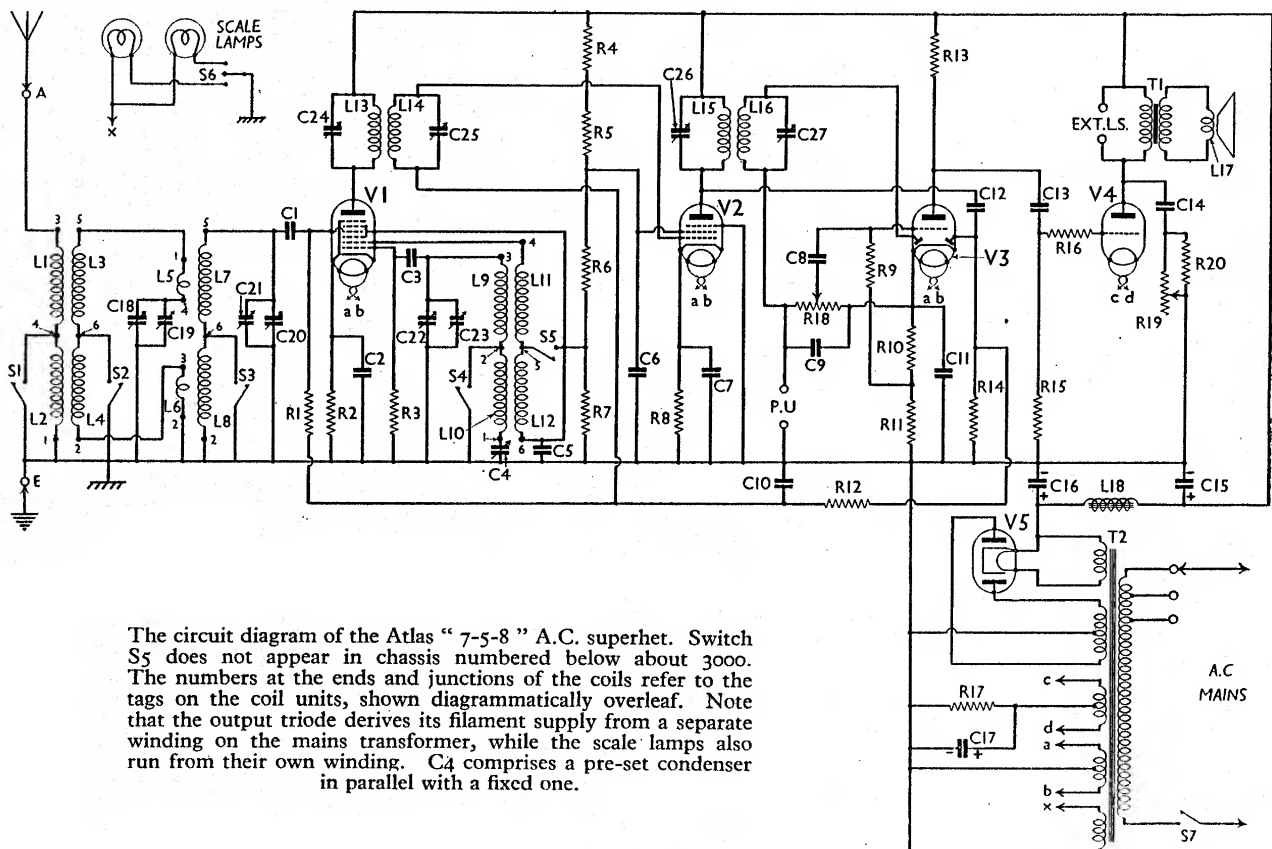 SCALE
LAMPS
S6
A
x
R4
R13
L13
L14
C24
C25
R5
C26
L15
L16
C27
T1
EXT.L.S.
L17
V1
V2
V4
C12
C13
C14
3
5
5
C1
4
C3
3
C8
R9
V3
R16
R20
L1
L3
L5
1
L7
L9
L11
R6
a b
a b
c d
C18
C19
4
C21
C20
C22
C23
S5
R18
R19
4
6
6
2
5
S1
S2
3
S3
C2
S4
C6
C7
C9
R10
C11
L2
L4
L6
L8
R1
R2
R3
L10
L12
R7
R8
P.U
R11
R14
R15
1
2
2
2
1
6
C5
C4
E
C10
R12
C16
L18
C15
-
+
-
+
V5
T2
The circuit diagram of the Atlas “ 7-5-8 ” A.C. superhet. Switch
S5 does not appear in chassis numbered below about 3000.
The numbers at the ends and junctions of the coils refer to the
tags on the coil units, shown diagrammatically overleaf. Note
that the output triode derives its filament supply from a separate
winding on the mains transformer, while the scale lamps also
run from their own winding. C4 comprises a pre-set condenser
in parallel with a fixed one.
A.C
MAINS
c
R17
d
C17
- +
a
b
x
S7